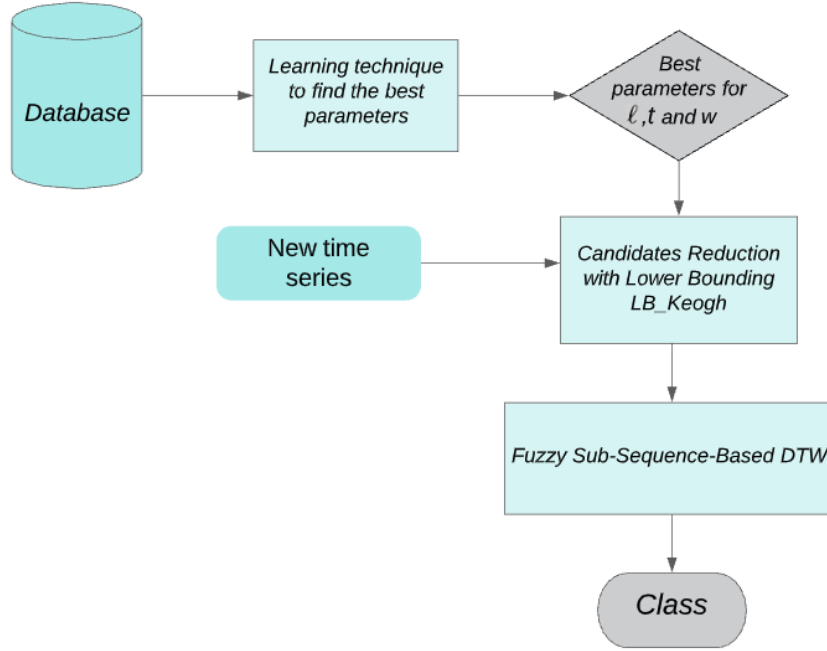 Database
Learning technique
to find the best
parameters
Best
parameters for
ℓ,t and w
New time
series
Candidates Reduction
with Lower Bounding
LB_Keogh
Fuzzy Sub-Sequence-Based DTW
Class